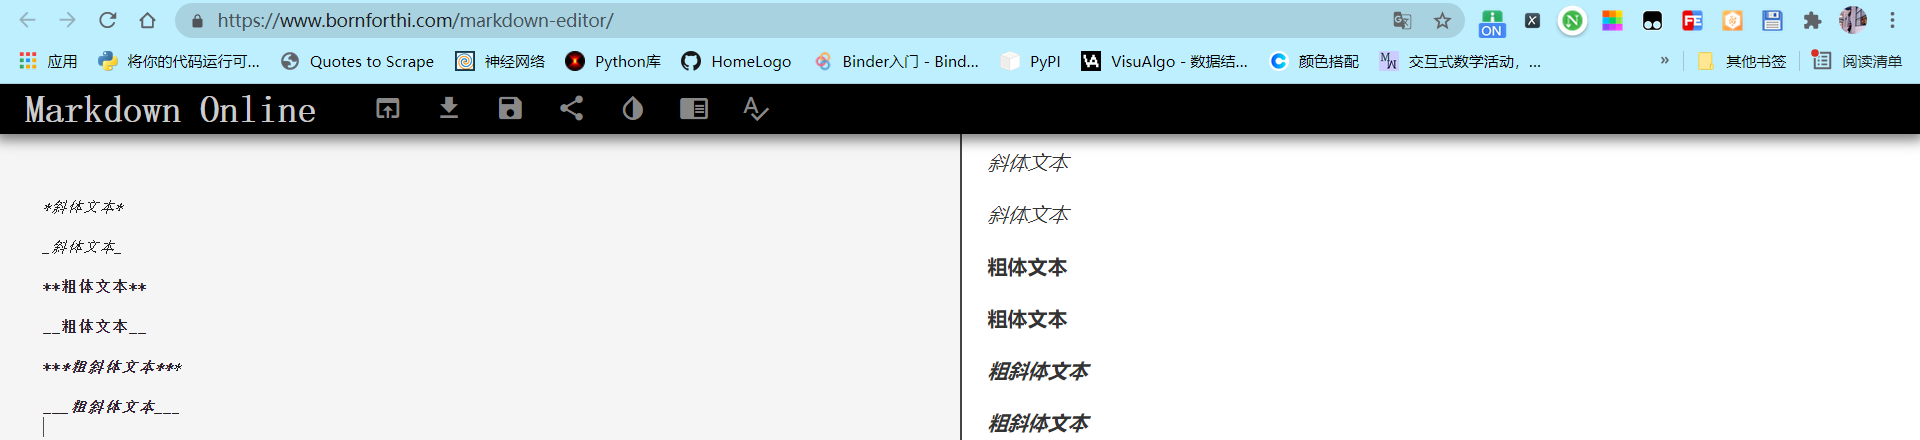 https://www.bornforthi.com/markdown-editor/
ON
应用 将你的代码运行可... Quotes to Scrape 神经网络 Python库 HomeLogo Binder入门 - Bind... PyPI VisuAlgo - 数据结... 颜色搭配 交互式数学活动，... » 其他书签 阅读清单
Markdown Online
*斜体文本*
_斜体文本_
**粗体文本**
__粗体文本__
***粗斜体文本***
___粗斜体文本___
斜体文本
斜体文本
粗体文本
粗体文本
粗斜体文本
粗斜体文本